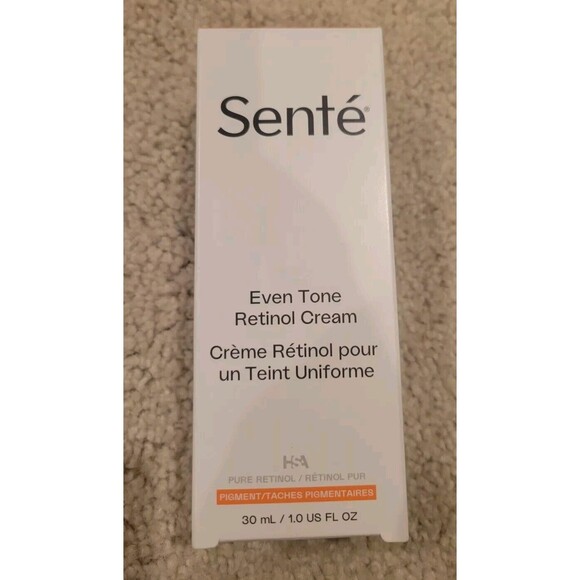 Senté®
Even Tone
Retinol Cream
Crème Rétinol pour
un Teint Uniforme
HSA
PURE RETINOL / RÉTINOL PUR
PIGMENT/TACHES PIGMENTAIRES
30 mL / 1.0 US FL OZ